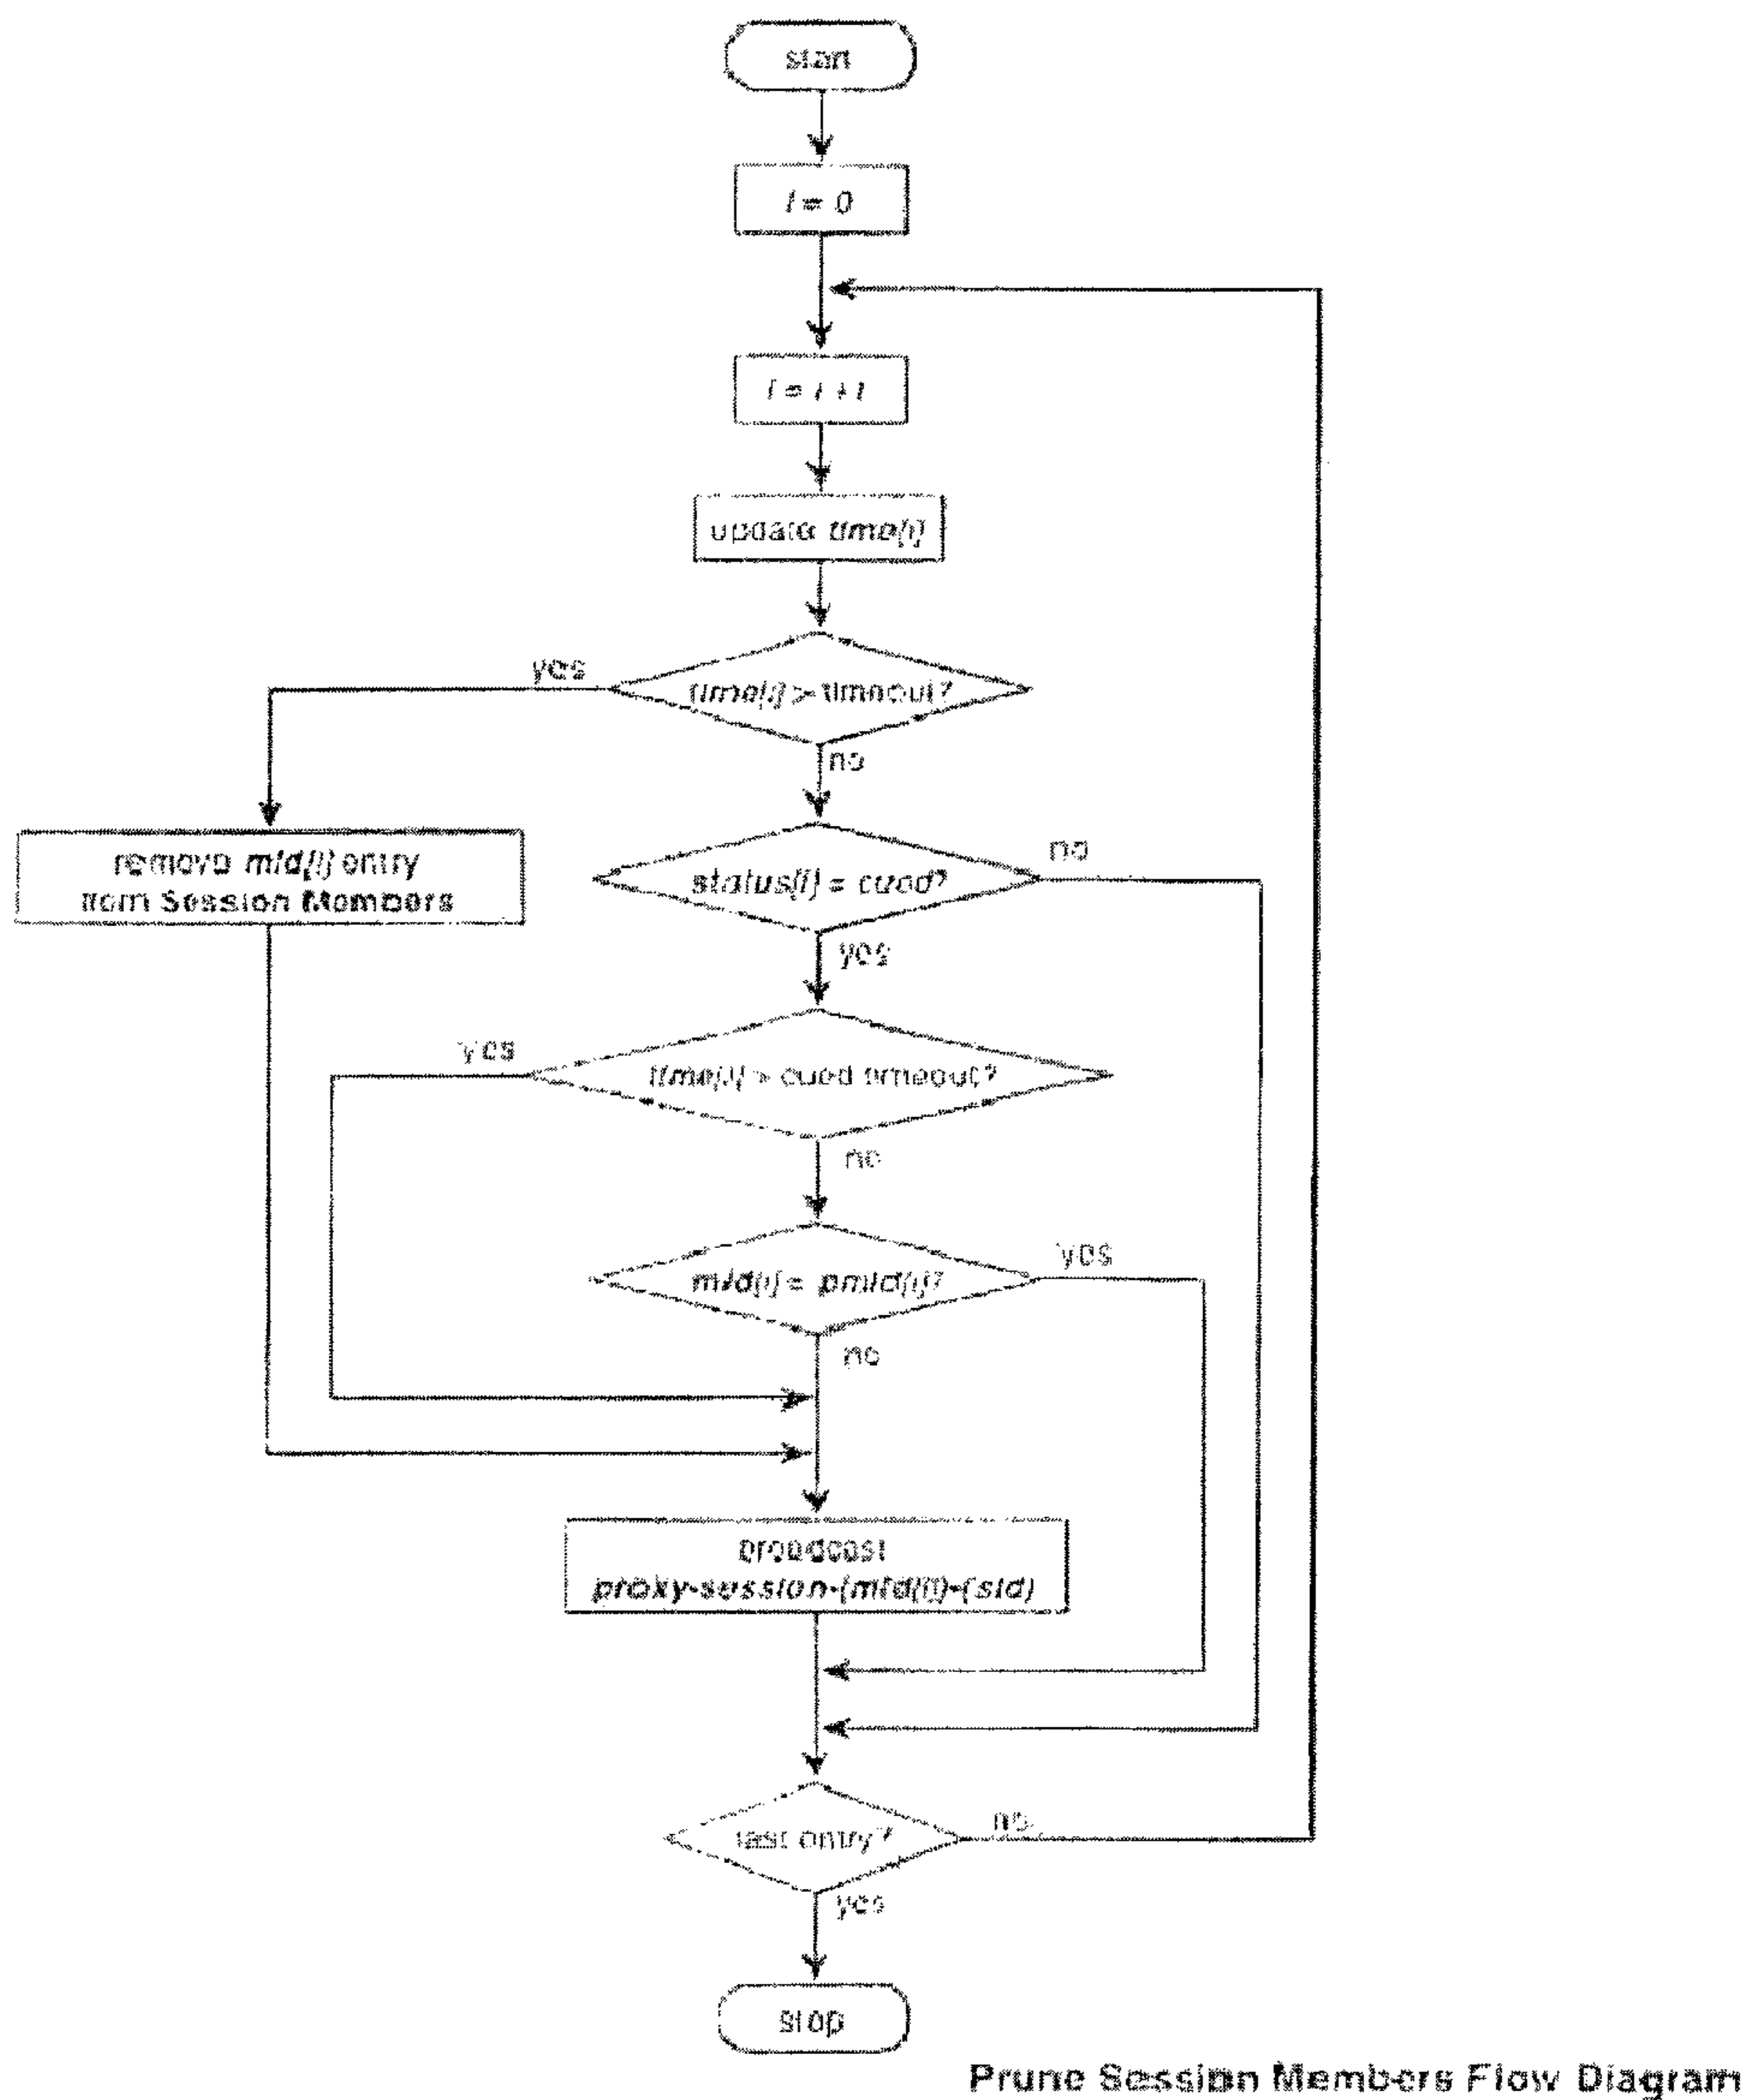 start
i = 0
i = i + 1
update time[i]
yes
time[i] > timeout?
no
remove mid[i] entry
from Session Members
no
status[i] = cued?
yes
yes
time[i] > cued timeout?
no
yes
mid[i] = pmid[i]?
no
broadcast
proxy-session-(mid[i])-(sid)
last entry?
no
yes
stop
Prune Session Members Flow Diagram